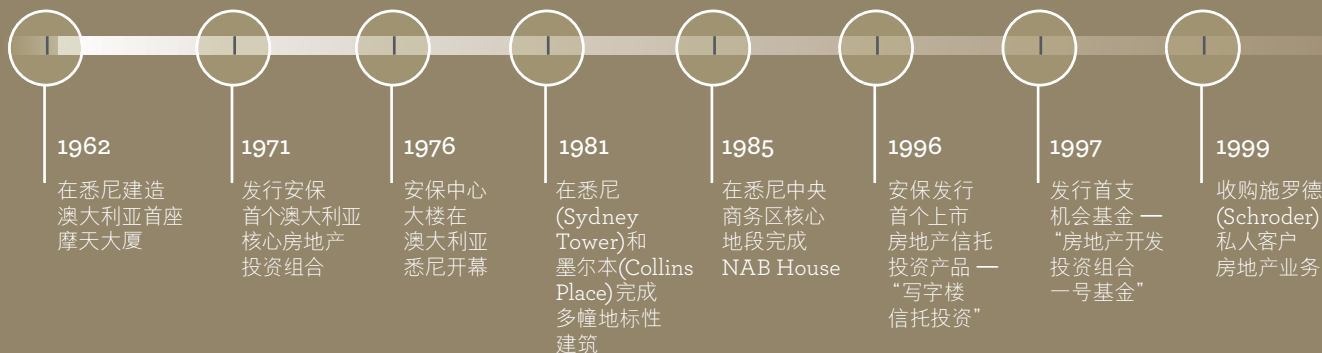 1962
在悉尼建造
澳大利亚首座
摩天大厦
1971
发行安保
首个澳大利亚
核心房地产
投资组合
1976
安保中心
大楼在
澳大利亚
悉尼开幕
1981
在悉尼
(Sydney
Tower)和
墨尔本(Collins
Place)完成
多幢地标性
建筑
1985
在悉尼中央
商务区核心
地段完成
NAB House
1996
安保发行
首个上市
房地产信托
投资产品 —
“写字楼
信托投资”
1997
发行首支
机会基金 —
“房地产开发
投资组合
一号基金”
1999
收购施罗德
(Schroder)
私人客户
房地产业务